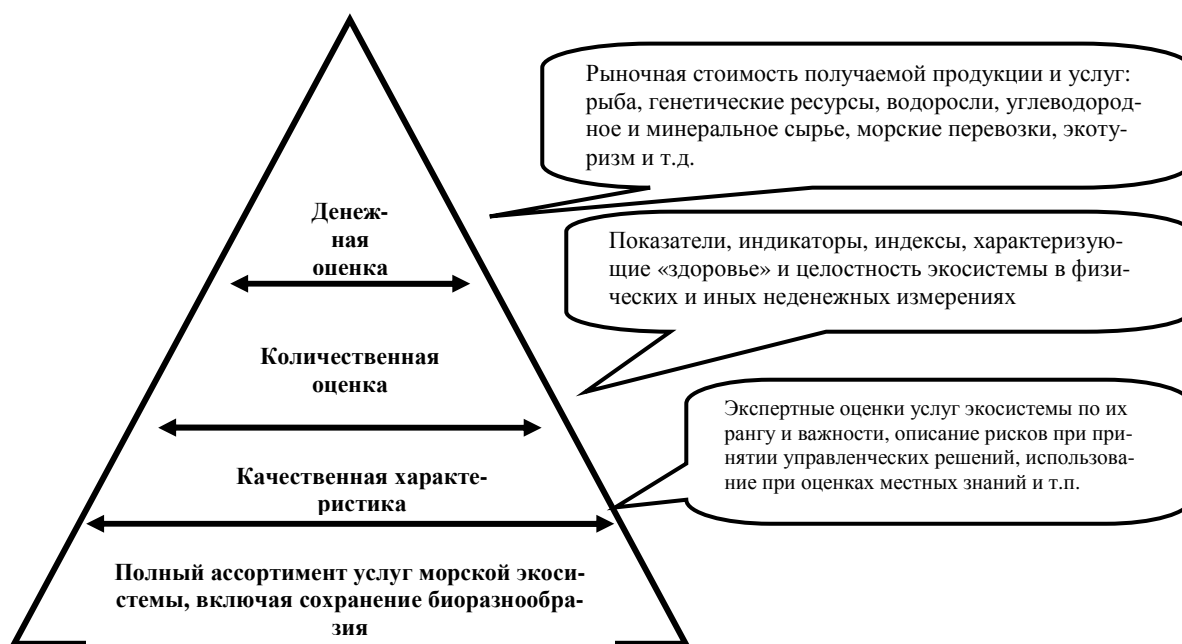 Рыночная стоимость получаемой продукции и услуг:
рыба, генетические ресурсы, водоросли, углеводород-
ное и минеральное сырье, морские перевозки, экоту-
ризм и т.д.
Денеж-
ная
оценка
Показатели, индикаторы, индексы, характеризую-
щие «здоровье» и целостность экосистемы в физи-
ческих и иных неденежных измерениях
Количественная
оценка
Экспертные оценки услуг экосистемы по их
рангу и важности, описание рисков при при-
нятии управленческих решений, использова-
ние при оценках местных знаний и т.п.
Качественная характе-
ристика
Полный ассортимент услуг морской экоси-
стемы, включая сохранение биоразнообра-
зия